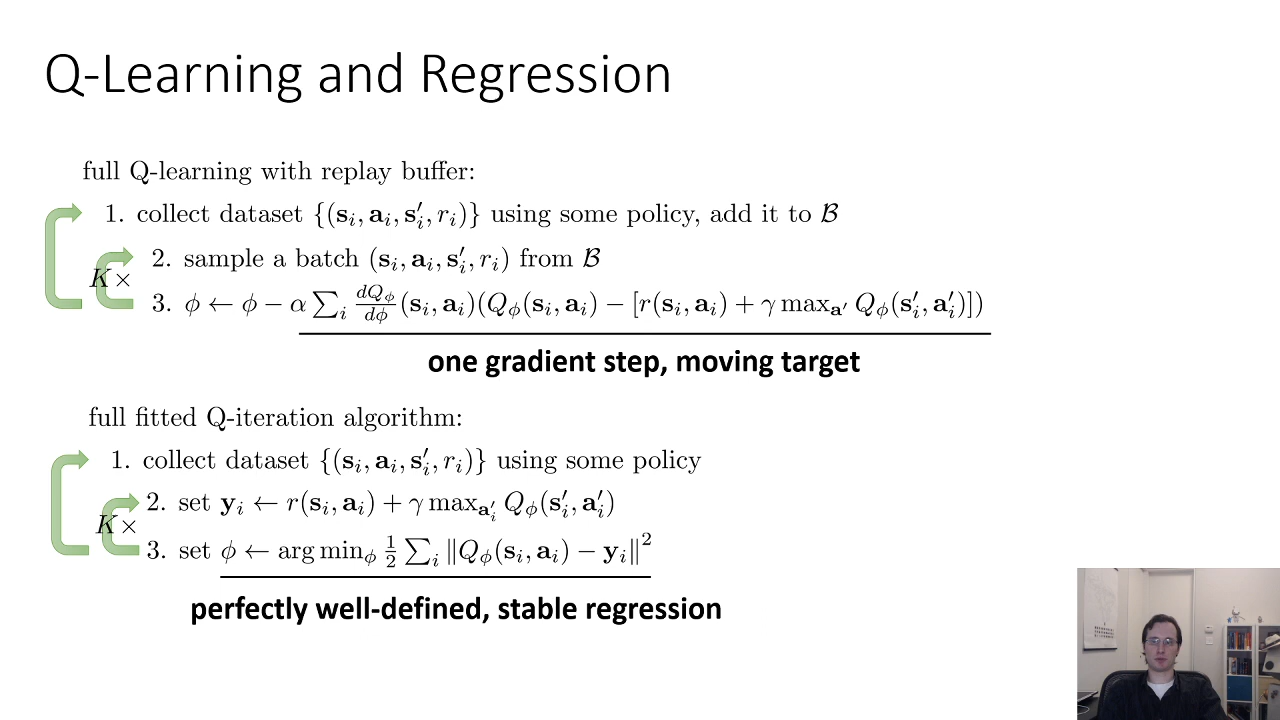 Q-Learning and Regression
full Q-learning with replay buffer:
1. collect dataset {(s_i, a_i, s'_i, r_i)} using some policy, add it to ℬ
2. sample a batch (s_i, a_i, s'_i, r_i) from ℬ
K×
3. ϕ ← ϕ − α ∑_i dQ_ϕ/dϕ (s_i, a_i)(Q_ϕ(s_i, a_i) − [r(s_i, a_i) + γ max_{a'} Q_ϕ(s'_i, a'_i)])
one gradient step, moving target
full fitted Q-iteration algorithm:
1. collect dataset {(s_i, a_i, s'_i, r_i)} using some policy
2. set y_i ← r(s_i, a_i) + γ max_{a'_i} Q_ϕ(s'_i, a'_i)
K×
3. set ϕ ← arg min_ϕ 1/2 ∑_i ‖Q_ϕ(s_i, a_i) − y_i‖²
perfectly well-defined, stable regression